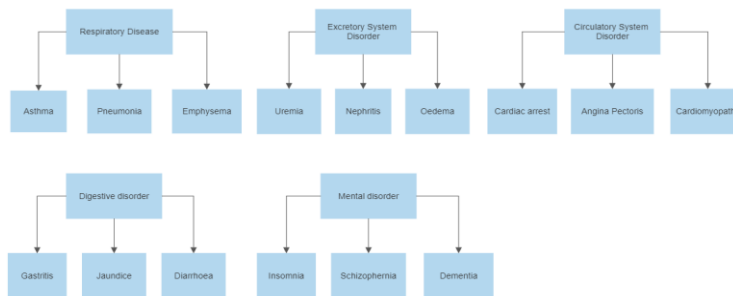 Respiratory Disease
Excretory System
Disorder
Circulatory System
Disorder
Asthma
Pneumonia
Emphysema
Uremia
Nephritis
Oedema
Cardiac arrest
Angina Pectoris
Cardiomyopath
Digestive disorder
Mental disorder
Gastritis
Jaundice
Diarrhoea
Insomnia
Schizophernia
Dementia